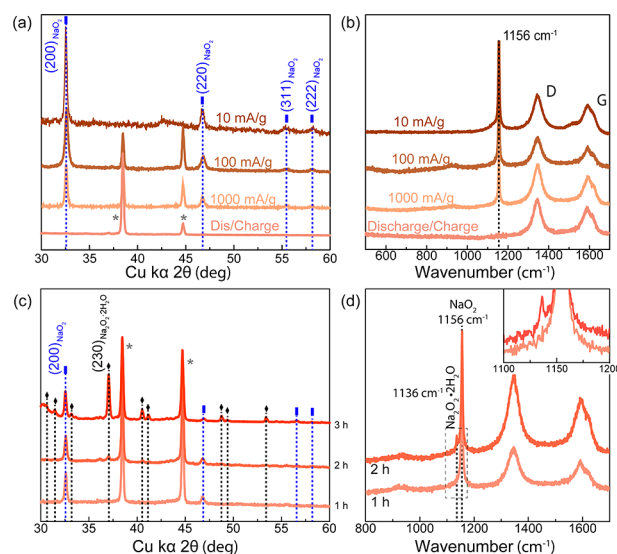 (a)
(200)NaO₂
(220)NaO₂
(311)NaO₂
(222)NaO₂
10 mA/g
100 mA/g
1000 mA/g
* *
Dis/Charge
30 35 40 45 50 55 60
Cu kα 2θ (deg)
(b)
1156 cm⁻¹
D
G
10 mA/g
100 mA/g
1000 mA/g
Discharge/Charge
600 800 1000 1200 1400 1600
Wavenumber (cm⁻¹)
(c)
(200)NaO₂
(230)Na₂O₂·2H₂O
* *
3 h
2 h
1 h
30 35 40 45 50 55 60
Cu kα 2θ (deg)
(d)
NaO₂
1156 cm⁻¹
1136 cm⁻¹
Na₂O₂•2H₂O
1100 1150 1200
2 h
1 h
800 1000 1200 1400 1600
Wavenumber (cm⁻¹)